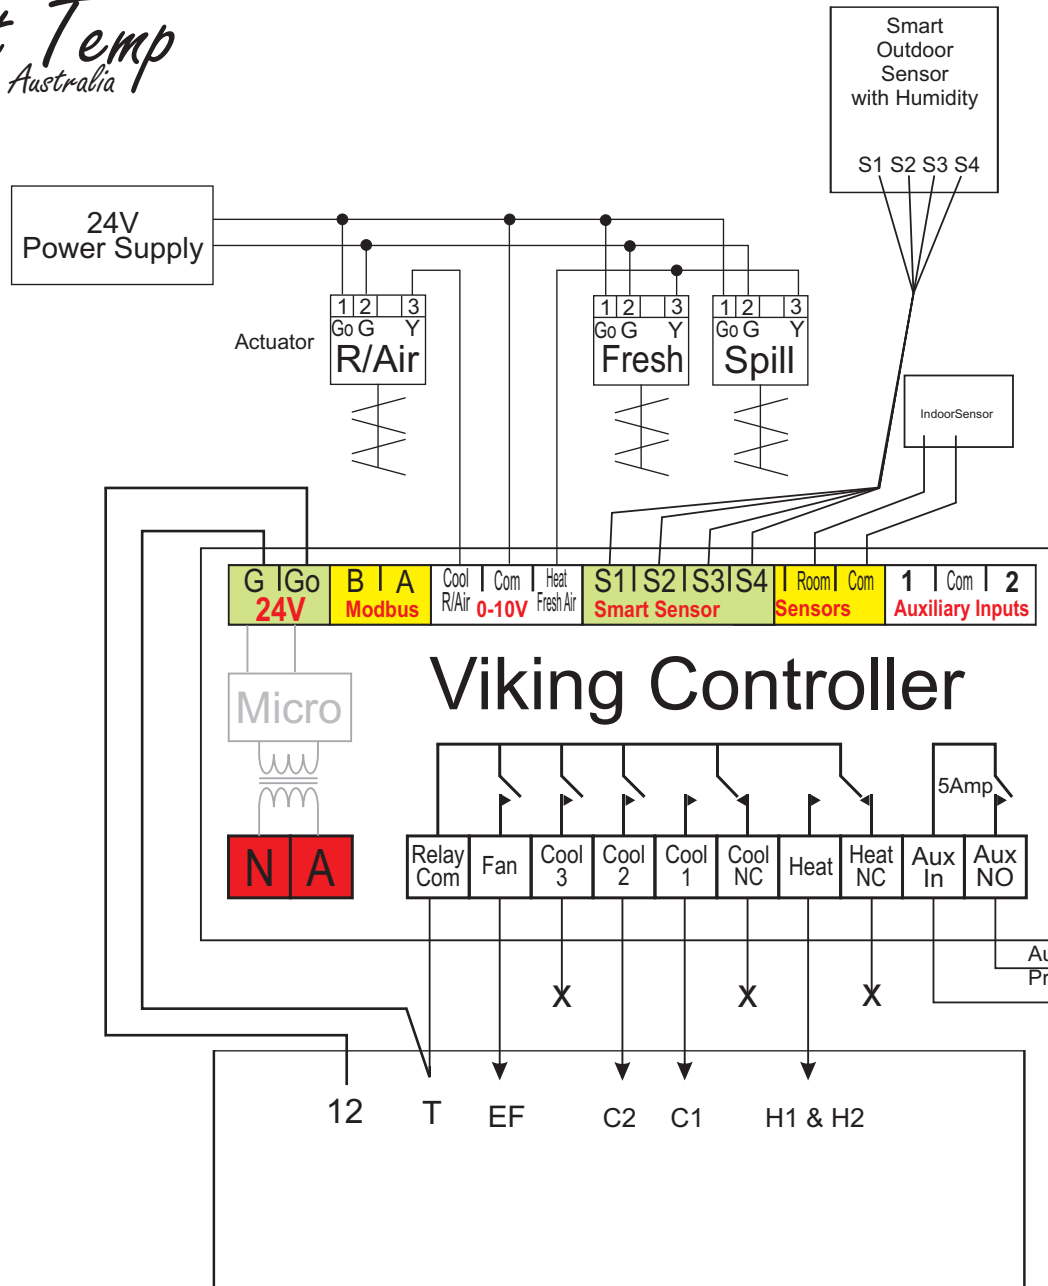 Temp
Australia
Smart
Outdoor
Sensor
with Humidity
S1 S2 S3 S4
24V
Power Supply
1 2 3
Go G Y
R/Air
Actuator
1 2 3
Go G Y
Fresh
1 2 3
Go G Y
Spill
IndoorSensor
G Go
24V
B A
Modbus
Cool
R/Air
Com
0-10V
Heat
Fresh Air
S1 S2 S3 S4
Smart Sensor
Room Com
Sensors
1 Com 2
Auxiliary Inputs
Viking Controller
Micro
N A
5Amp
Relay
Com
Fan
Cool
3
Cool
2
Cool
1
Cool
NC
Heat
Heat
NC
Aux
In
Aux
NO
X X X
12 T EF C2 C1 H1 & H2